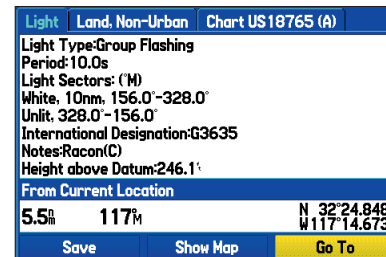 Light Land, Non-Urban Chart US18765 (A)
Light Type:Group Flashing
Period:10.0s
Light Sectors: (°M)
White, 10nm, 156.0°-328.0°
Unlit, 328.0°-156.0°
International Designation:G3635
Notes:Racon(C)
Height above Datum:246.1ft
From Current Location
5.5nm 117°M N 32°24.848 W117°14.673
Save Show Map Go To